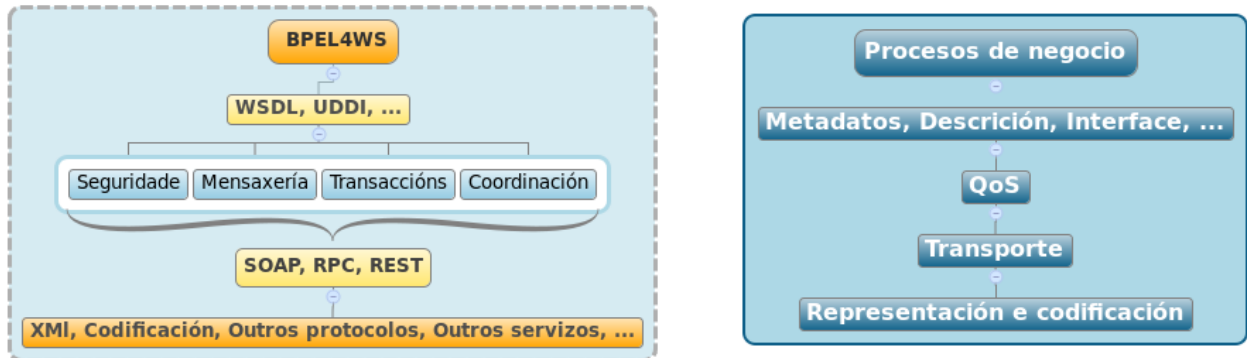 BPEL4WS
WSDL, UDDI, ...
Seguridade Mensaxería Transaccións Coordinación
SOAP, RPC, REST
XMl, Codificación, Outros protocolos, Outros servizos, ...
Procesos de negocio
Metadatos, Descrición, Interface, ...
QoS
Transporte
Representación e codificación